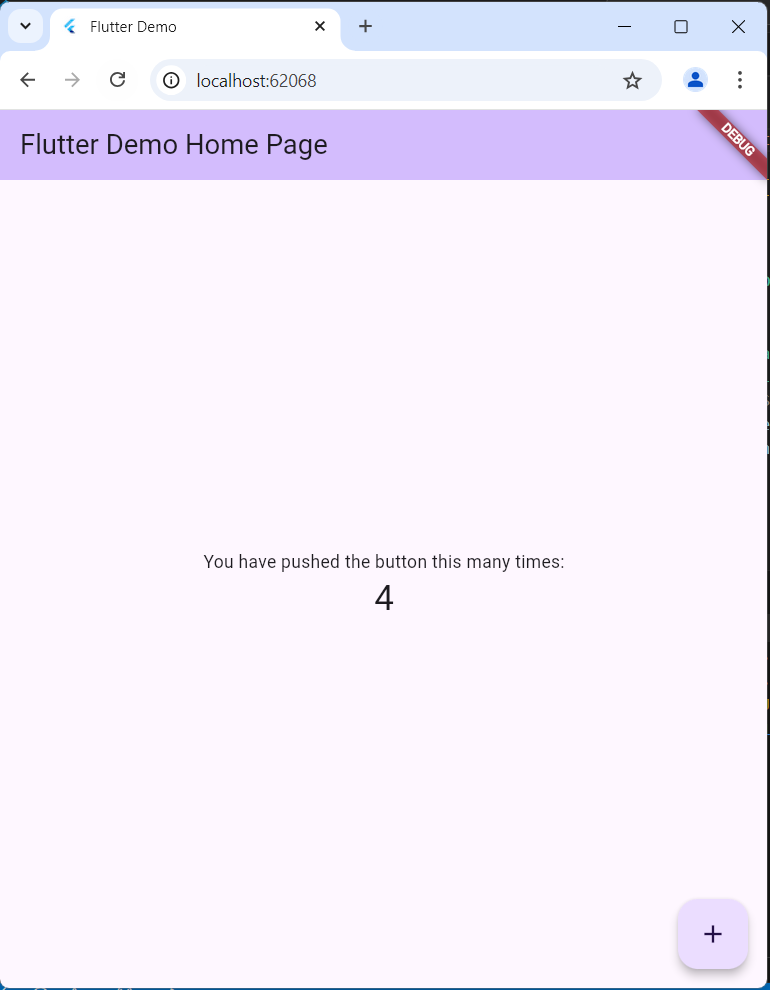 Flutter Demo
localhost:62068
Flutter Demo Home Page
DEBUG
You have pushed the button this many times:
4